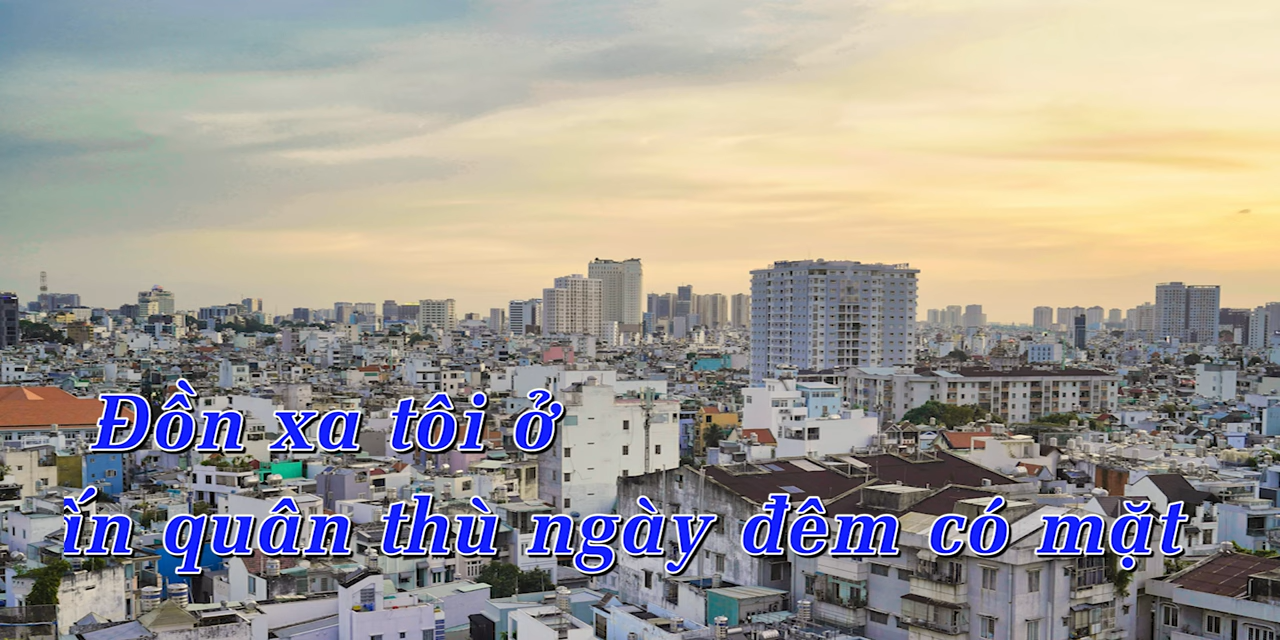 Đồn xa tôi ở
ấn quân thù ngày đêm có mặt